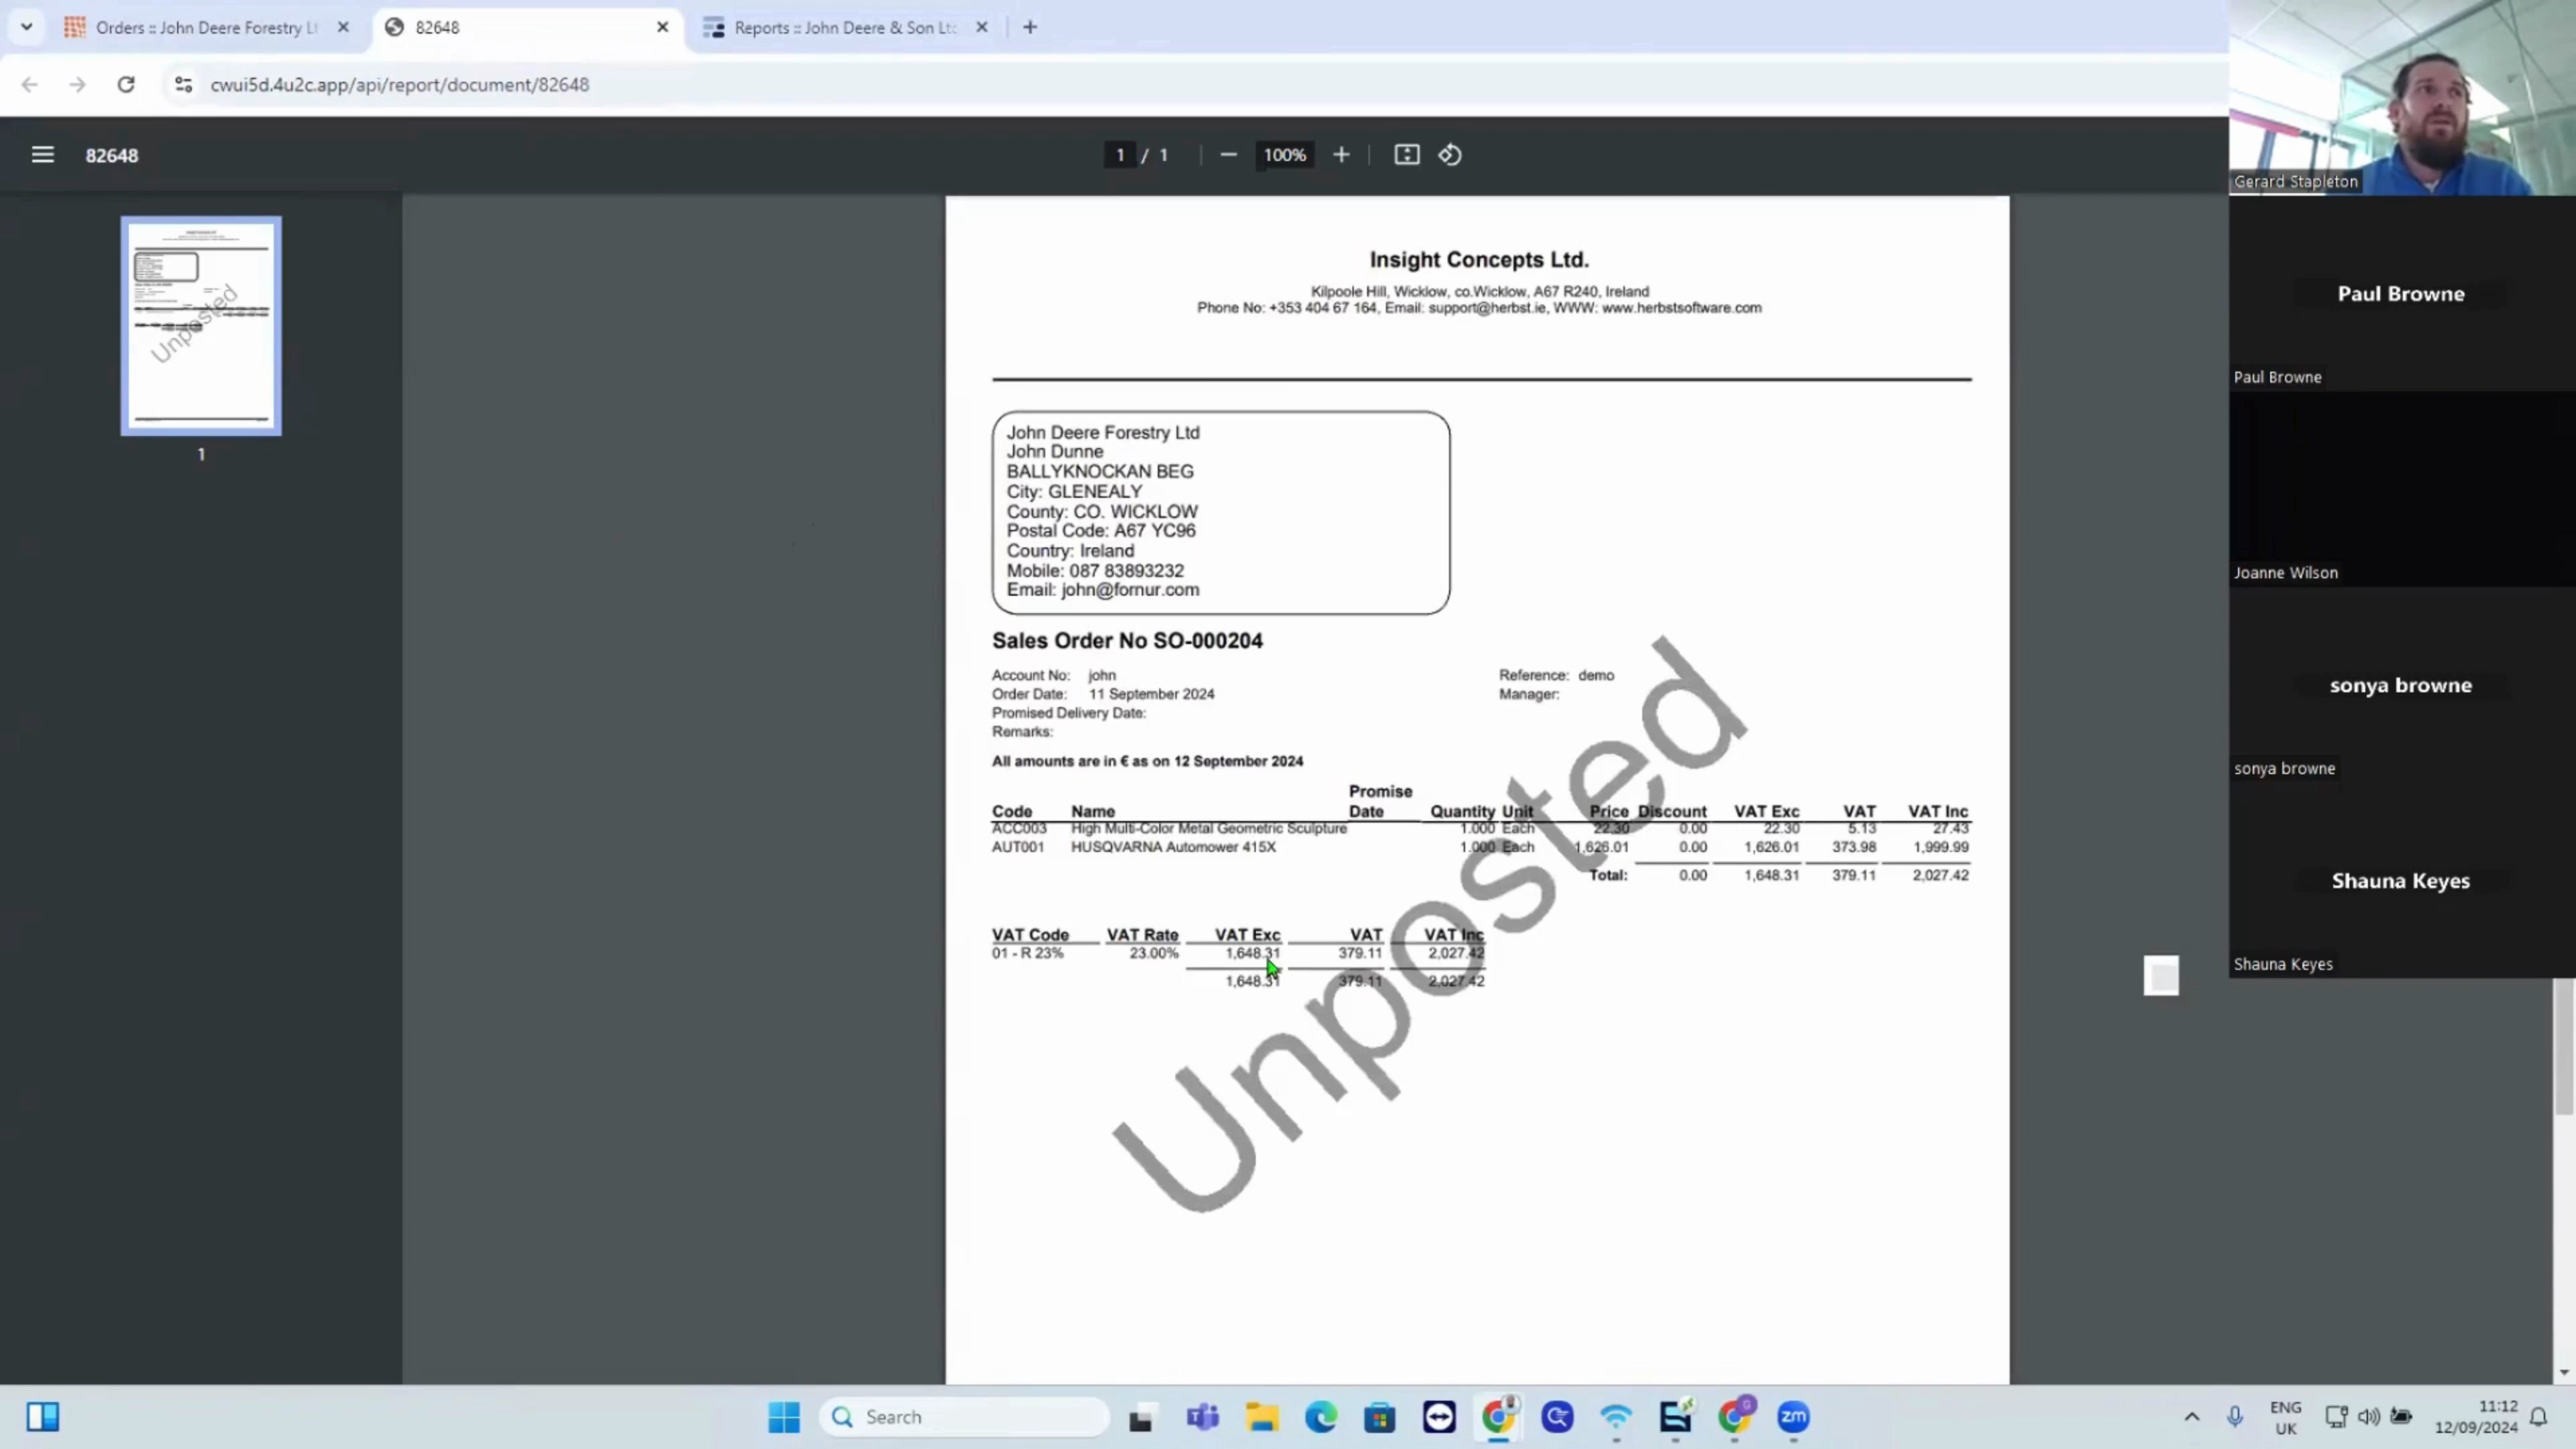 Orders :: John Deere Forestry Lt
82648
Reports :: John Deere & Son Ltd
cwui5d.4u2c.app/api/report/document/82648
82648
1 / 1
100%
Unposted
1
Insight Concepts Ltd.
Kilpoole Hill, Wicklow, co.Wicklow, A67 R240, Ireland
Phone No: +353 404 67 164, Email: support@herbst.ie, WWW: www.herbstsoftware.com
John Deere Forestry Ltd
John Dunne
BALLYKNOCKAN BEG
City: GLENEALY
County: CO. WICKLOW
Postal Code: A67 YC96
Country: Ireland
Mobile: 087 83893232
Email: john@fornur.com
Sales Order No SO-000204
Account No: john
Reference: demo
Order Date: 11 September 2024
Manager:
Promised Delivery Date:
Remarks:
All amounts are in € as on 12 September 2024
Code Name Promise Date Quantity Unit Price Discount VAT Exc VAT VAT Inc
ACC003 High Multi-Color Metal Geometric Sculpture 1.000 Each 22.30 0.00 22.30 5.13 27.43
AUT001 HUSQVARNA Automower 415X 1.000 Each 1,626.01 0.00 1,626.01 373.98 1,999.99
Total: 0.00 1,648.31 379.11 2,027.42
VAT Code VAT Rate VAT Exc VAT VAT Inc
01 - R 23% 23.00% 1,648.31 379.11 2,027.42
1,648.31 379.11 2,027.42
Unposted
Gerard Stapleton
Paul Browne
Paul Browne
Joanne Wilson
sonya browne
sonya browne
Shauna Keyes
Shauna Keyes
Search
zm
ENG
UK
11:12
12/09/2024